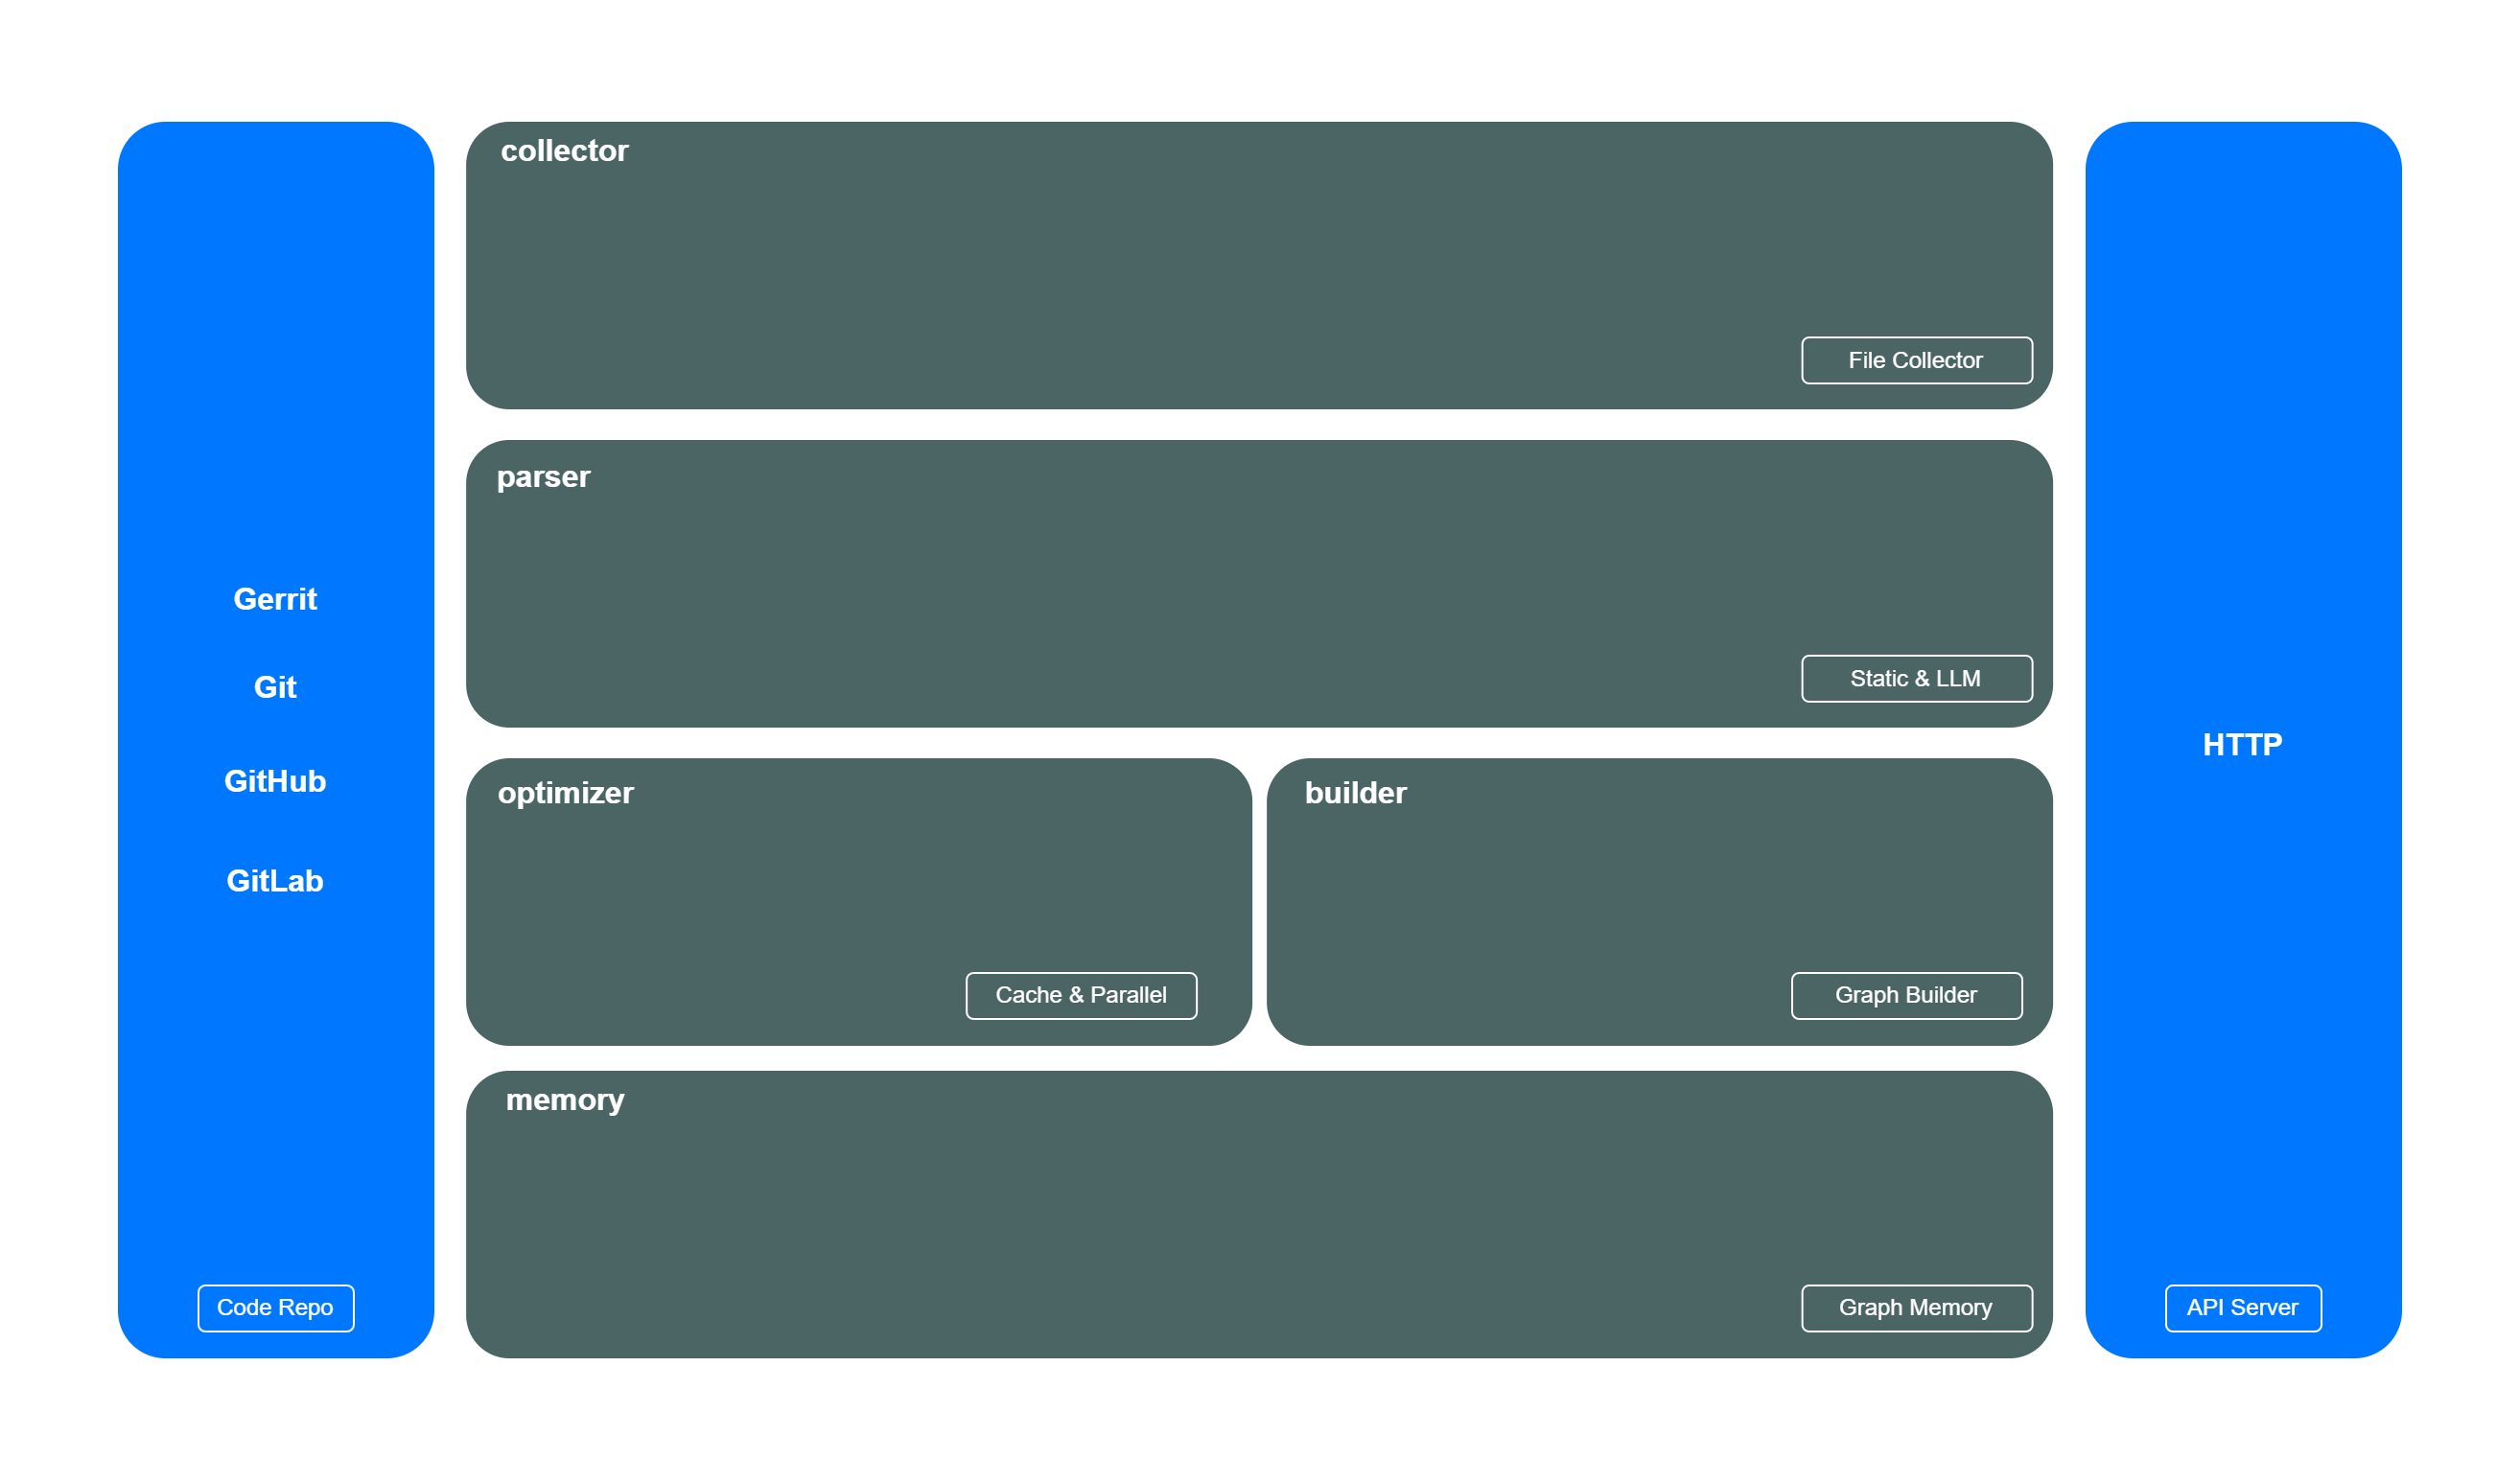 Gerrit
Git
GitHub
GitLab
Code Repo
collector
File Collector
parser
Static & LLM
optimizer
Cache & Parallel
builder
Graph Builder
memory
Graph Memory
HTTP
API Server